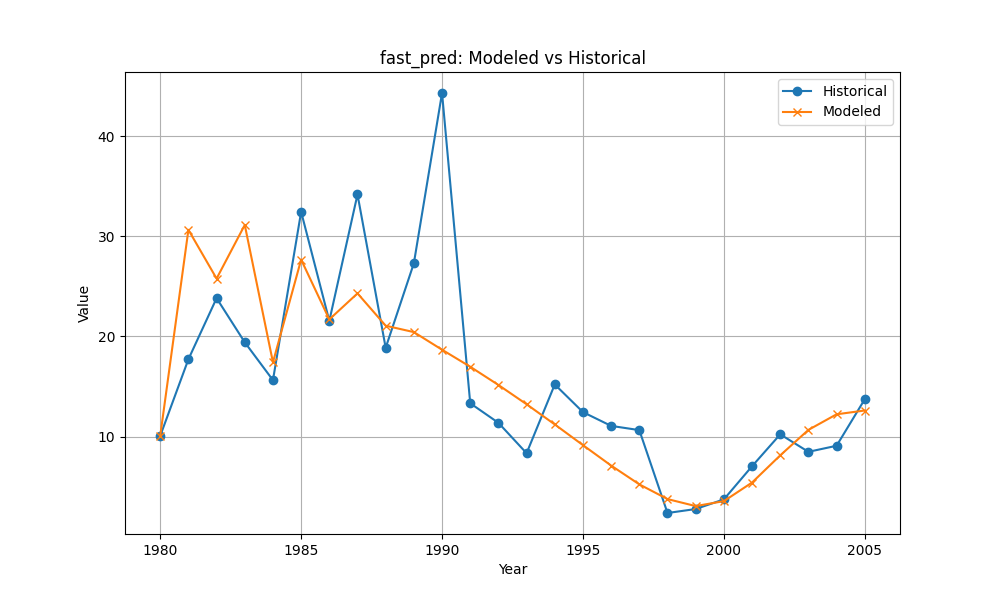 fast_pred: Modeled vs Historical
Historical
Modeled
Value
40
30
20
10
1980
1985
1990
1995
2000
2005
Year